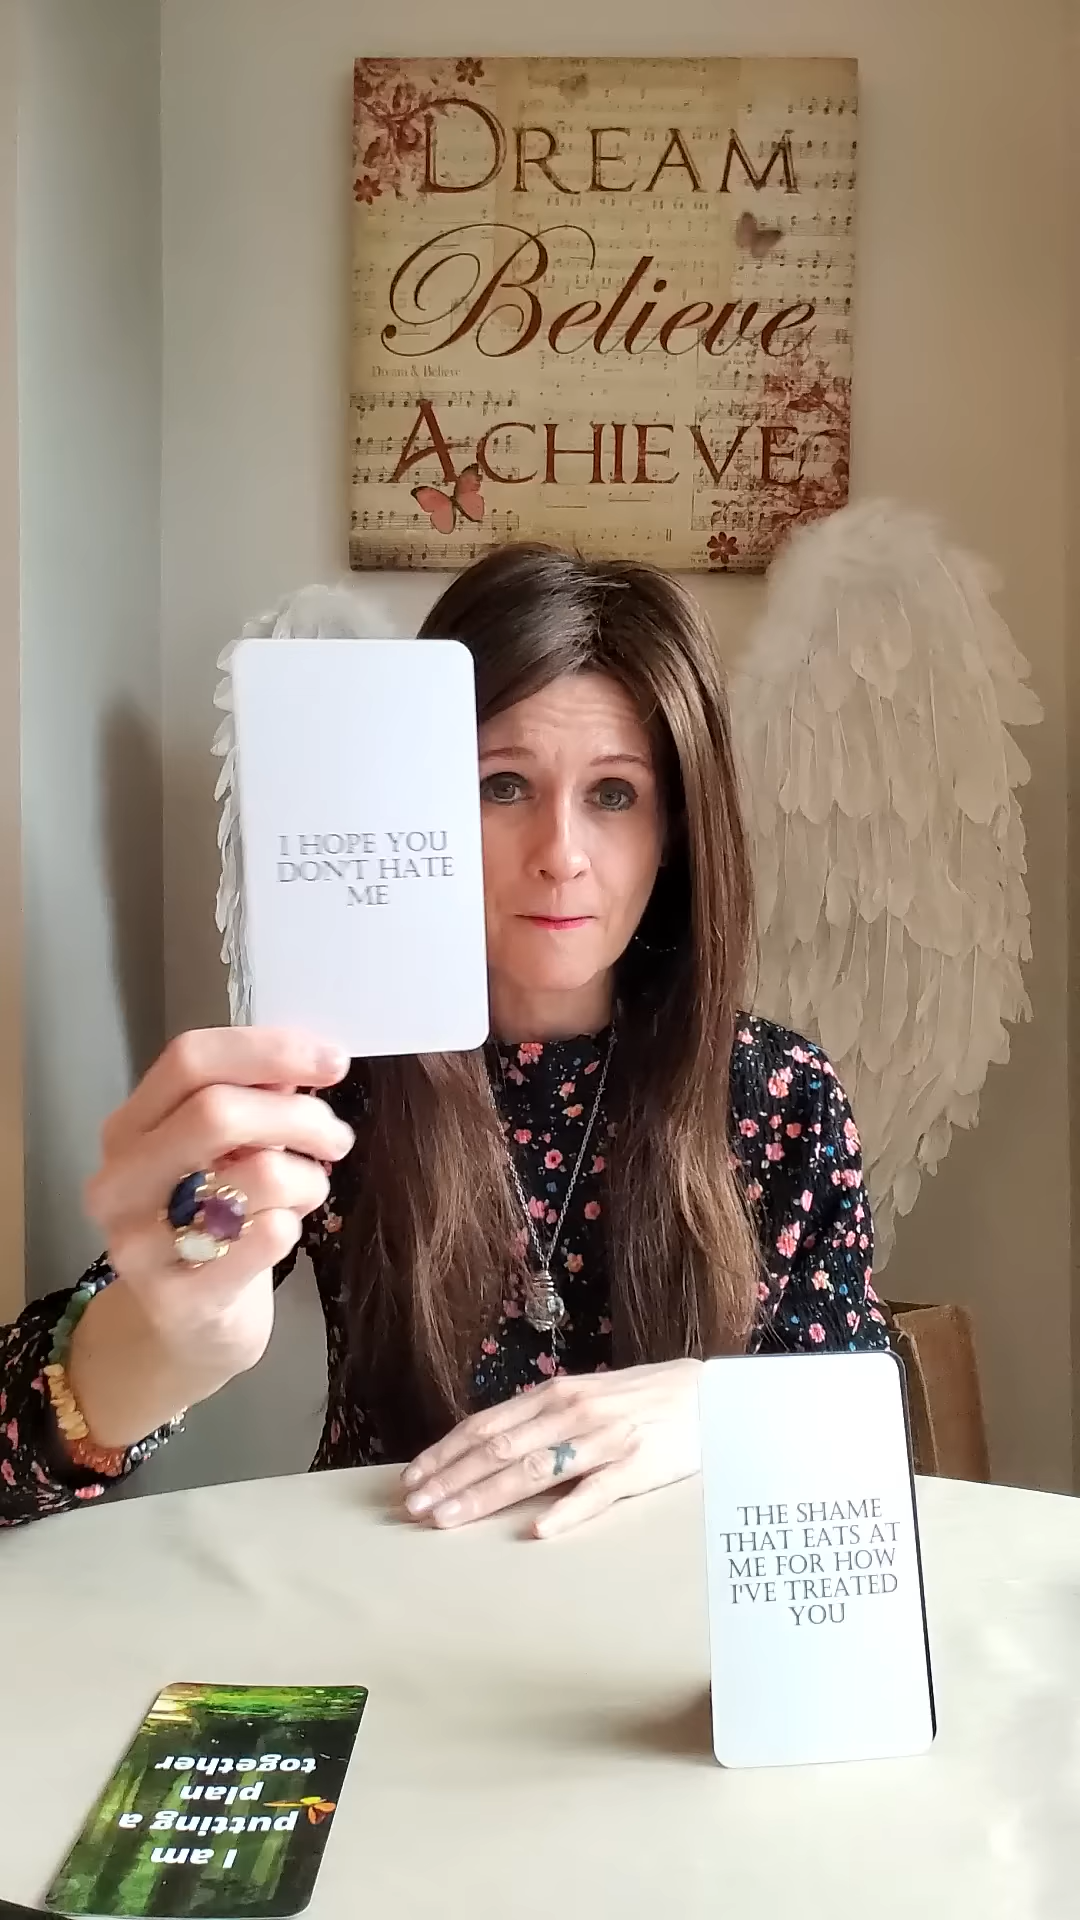 DREAM
Believe
Dream & Believe
ACHIEVE
I HOPE YOU
DON'T HATE
ME
THE SHAME
THAT EATS AT
ME FOR HOW
I'VE TREATED
YOU
I am
putting a
plan
together